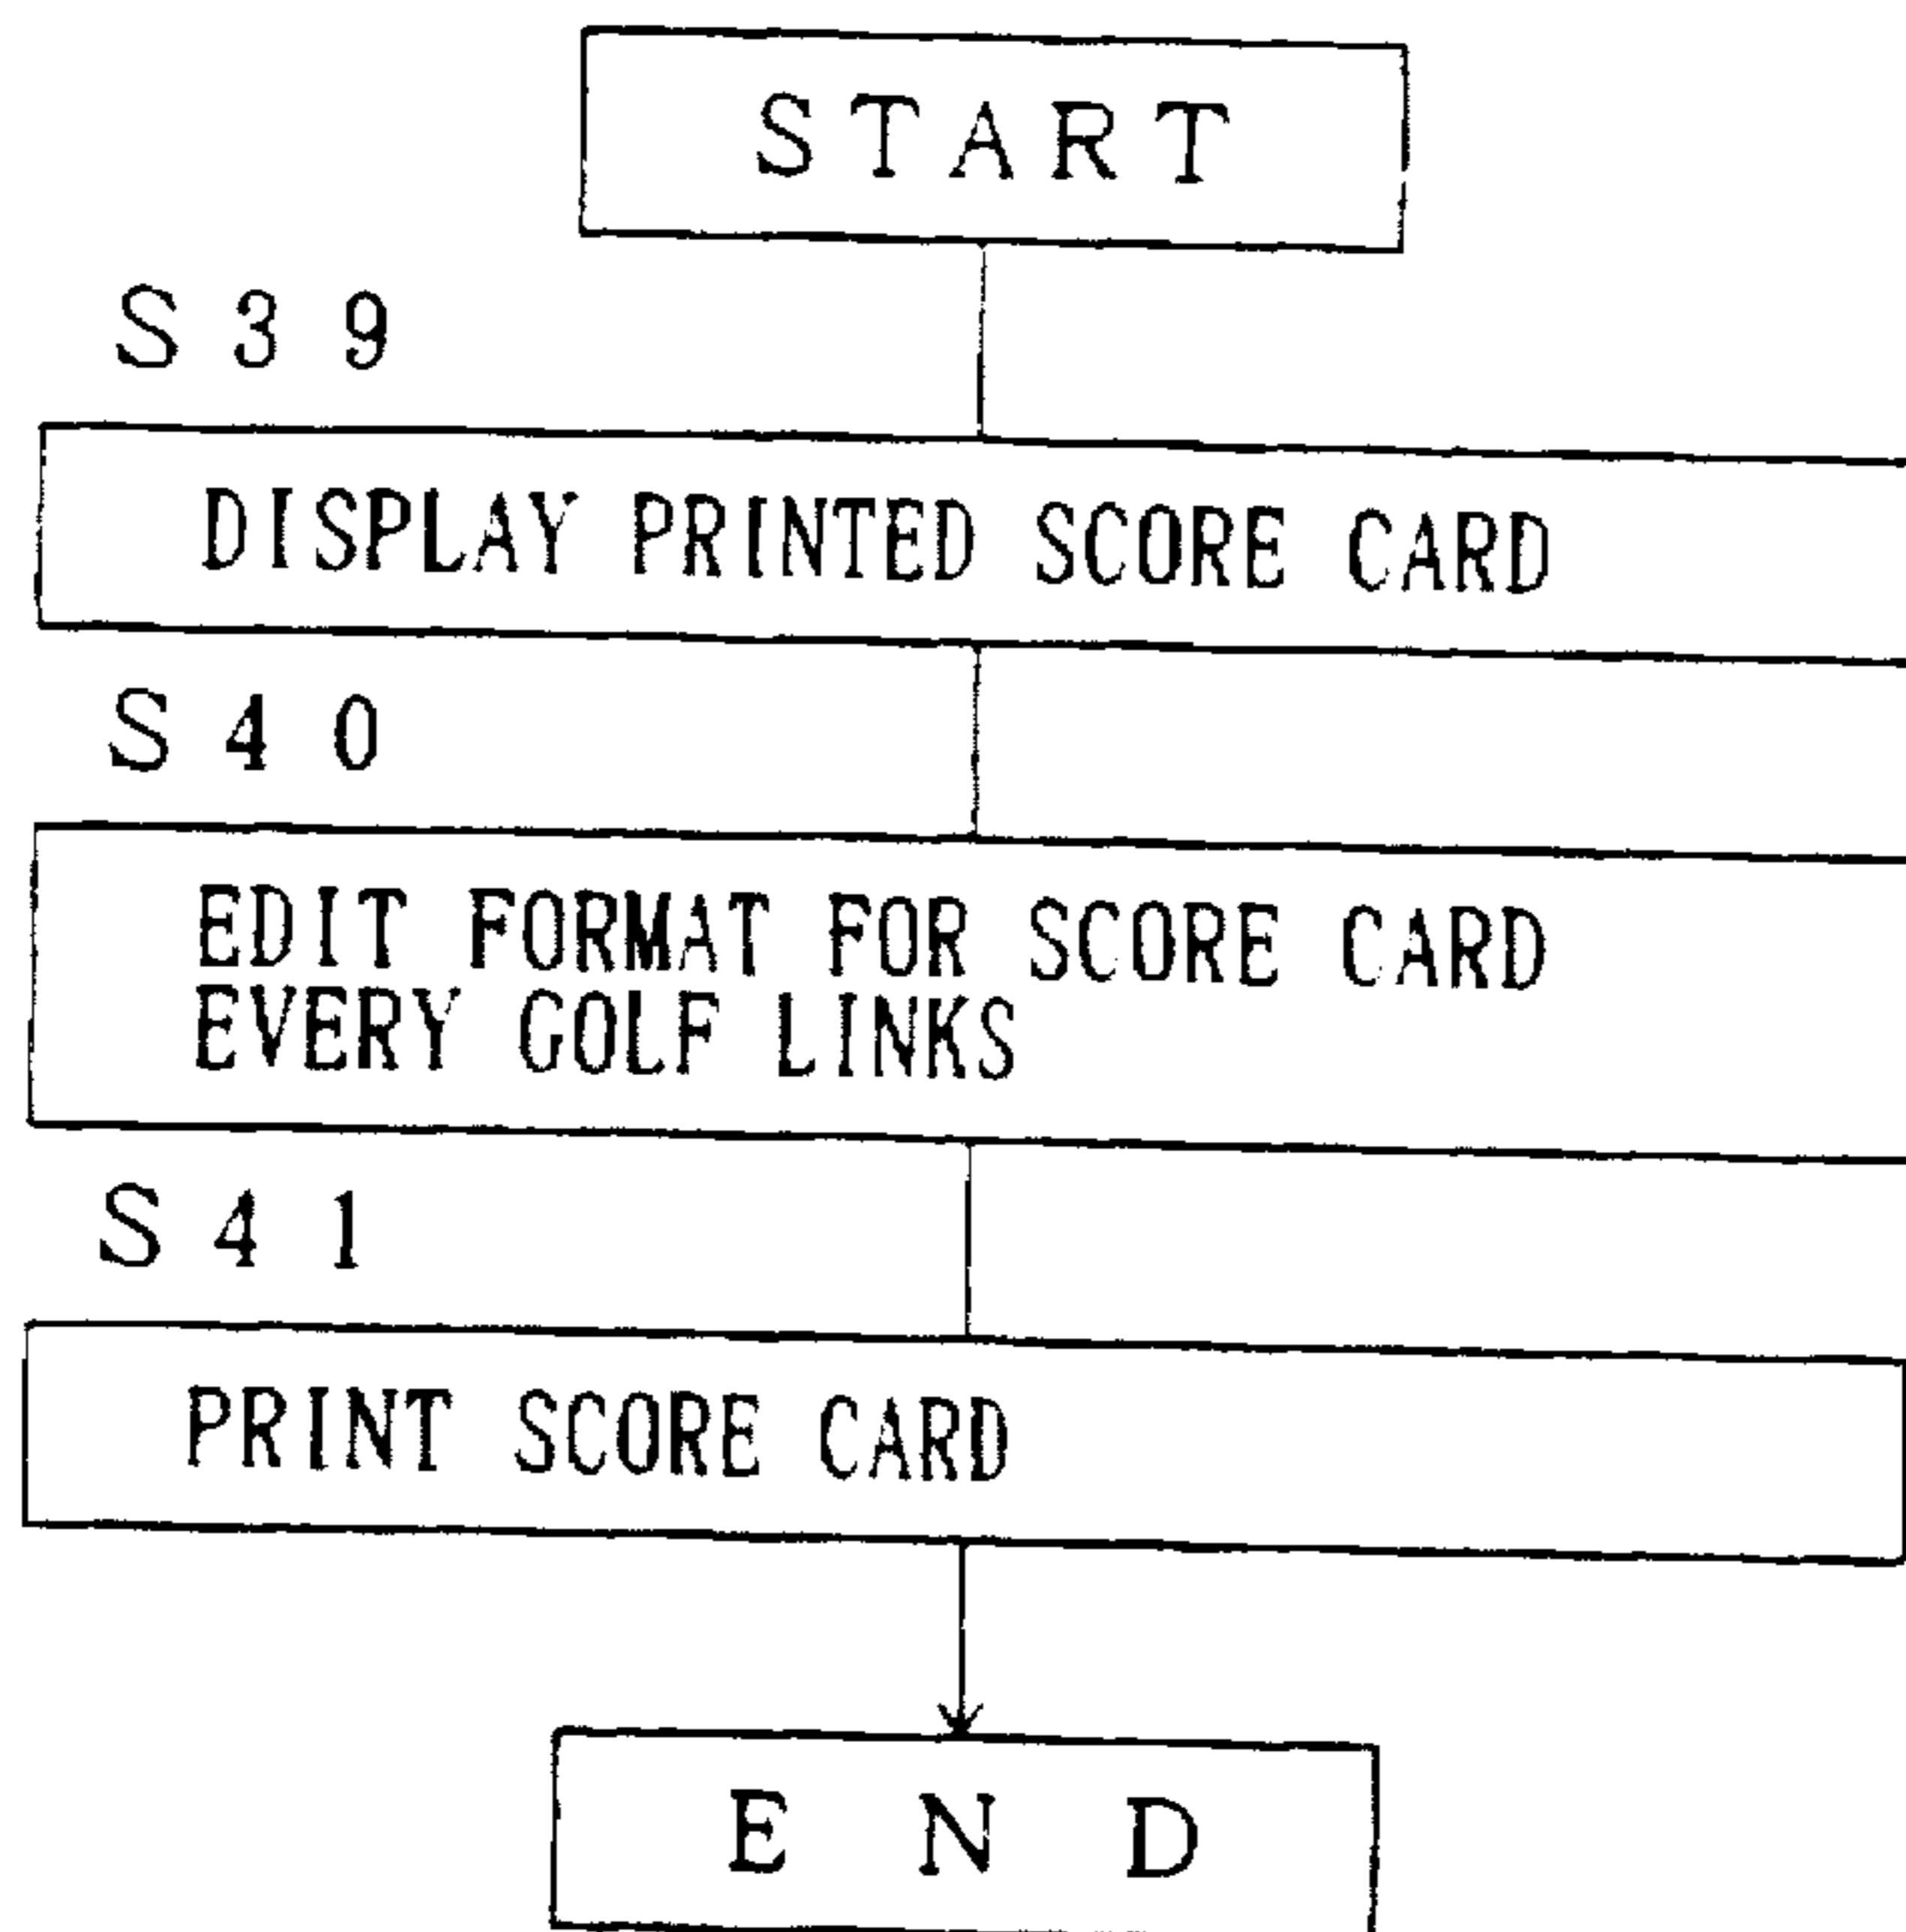 START
S39
DISPLAY PRINTED SCORE CARD
S40
EDIT FORMAT FOR SCORE CARD
EVERY GOLF LINKS
S41
PRINT SCORE CARD
END